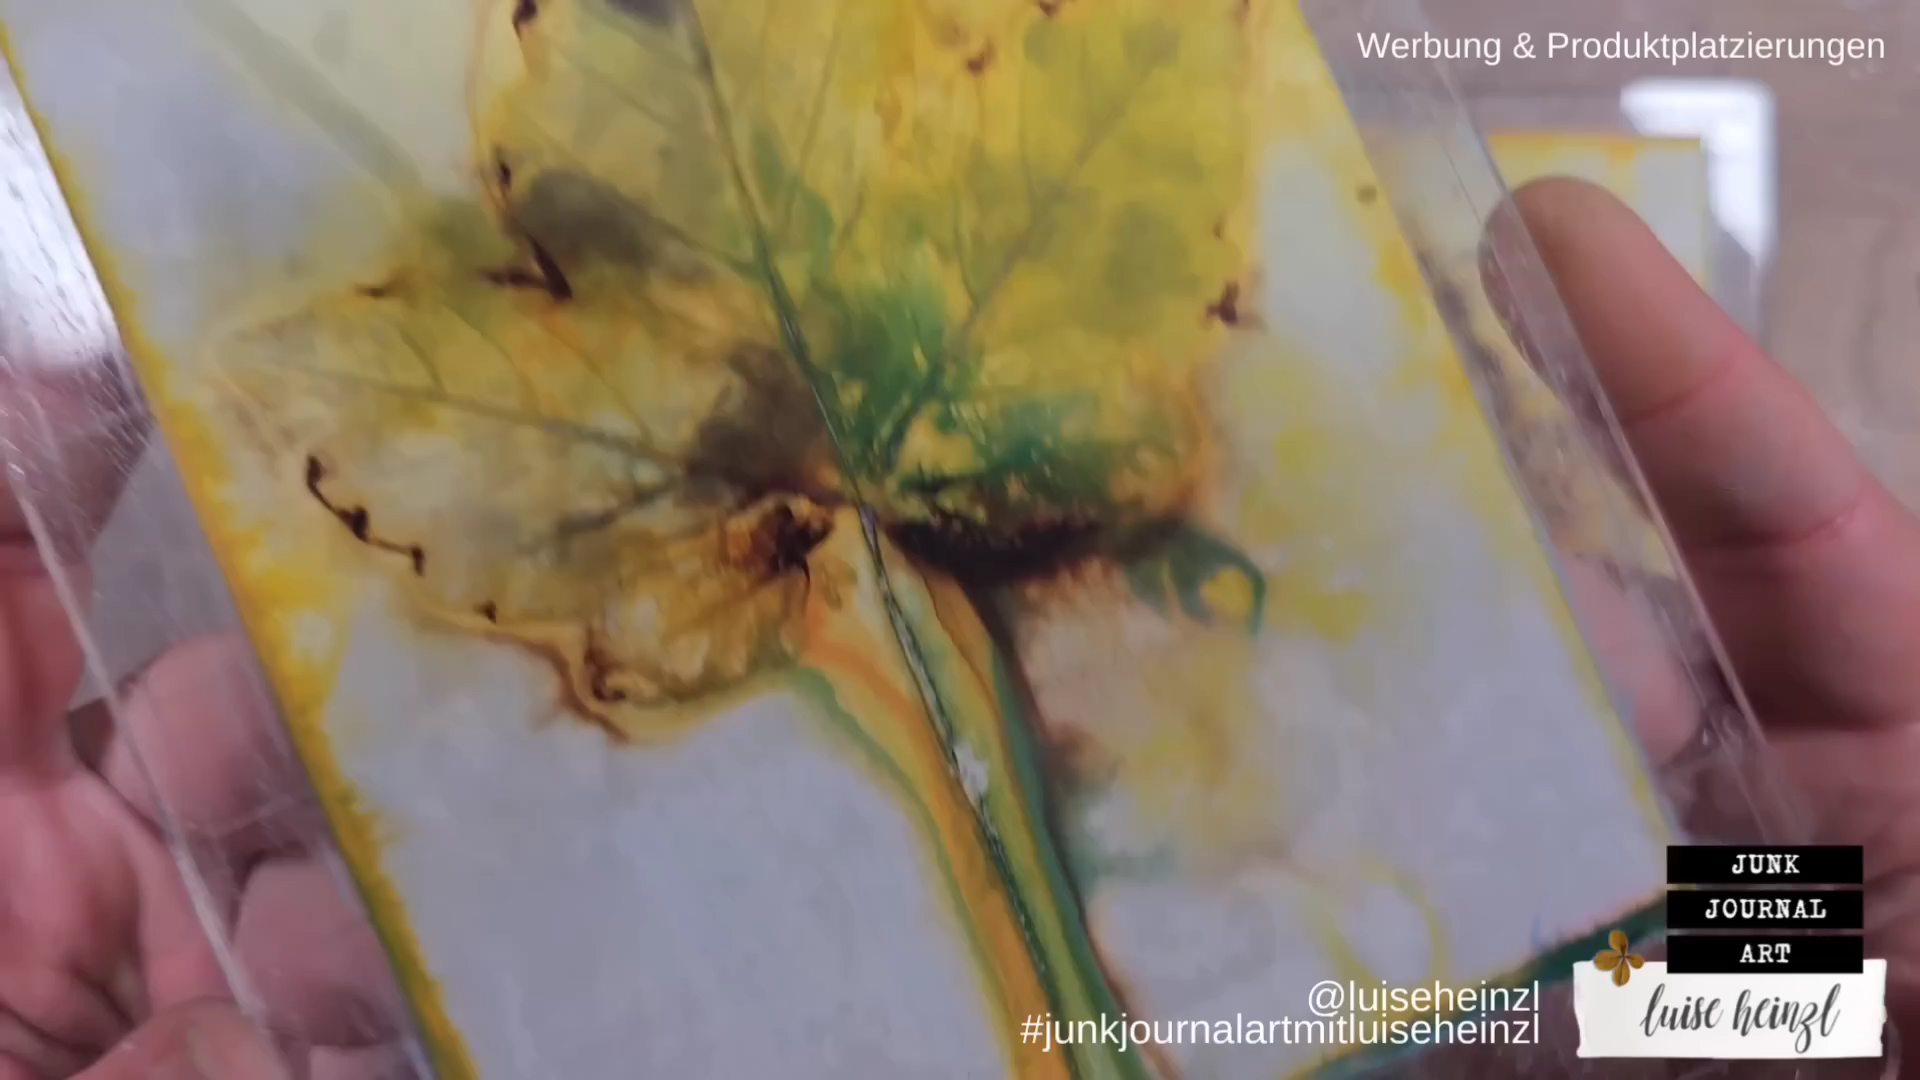 Werbung & Produktplatzierungen
JUNK
JOURNAL
ART
@luiseheinzl
#junkjournalartmitluiseheinzl
luise heinzl